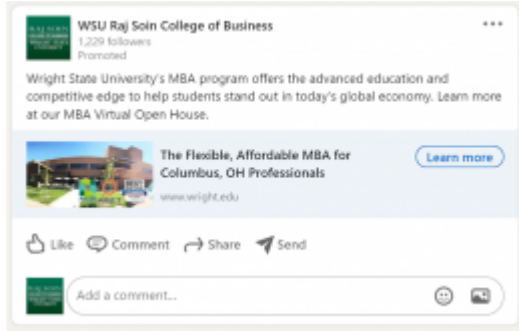 WSU Raj Soin College of Business
1,229 followers
Promoted
Wright State University's MBA program offers the advanced education and
competitive edge to help students stand out in today's global economy. Learn more
at our MBA Virtual Open House.
The Flexible, Affordable MBA for
Columbus, OH Professionals
Learn more
www.wright.edu
Like Comment Share Send
Add a comment...